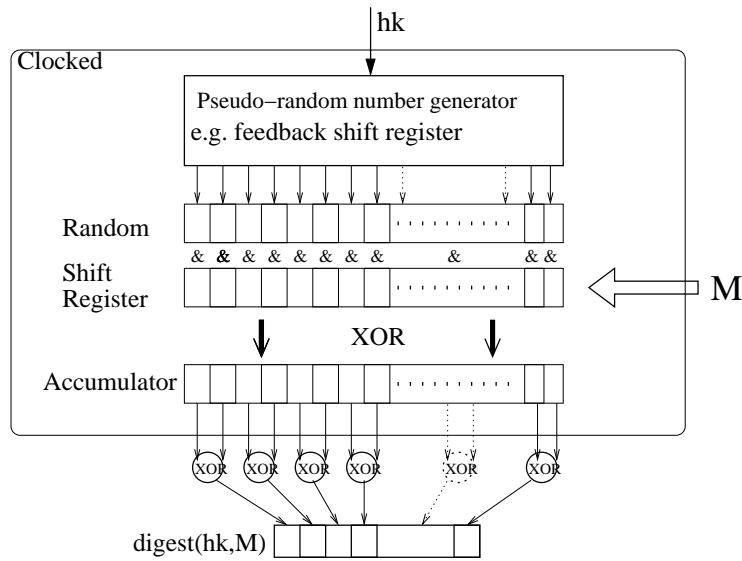 hk
Clocked
Pseudo−random number generator
e.g. feedback shift register
Random
& & & & & & & & & & &
Shift
Register
M
XOR
Accumulator
XOR XOR XOR XOR XOR XOR
digest(hk,M)